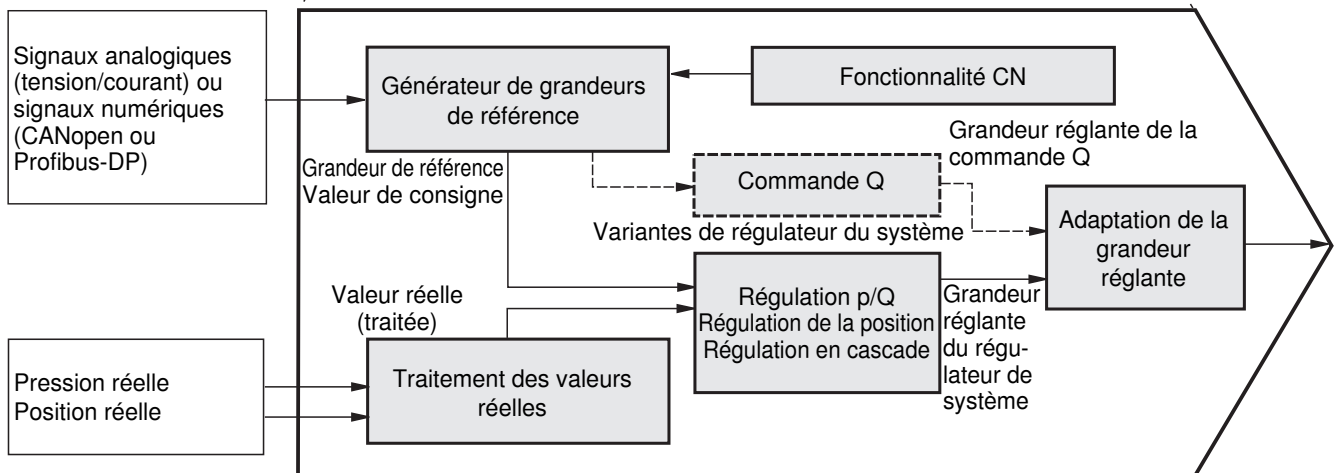 Signaux analogiques
(tension/courant) ou
signaux numériques
(CANopen ou
Profibus-DP)
Générateur de grandeurs
de référence
Fonctionnalité CN
Grandeur de référence
Valeur de consigne
Commande Q
Grandeur réglante de la
commande Q
Variantes de régulateur du système
Adaptation de la
grandeur
réglante
Valeur réelle
(traitée)
Régulation p/Q
Régulation de la position
Régulation en cascade
Grandeur
réglante
du régu-
lateur de
système
Pression réelle
Position réelle
Traitement des valeurs
réelles